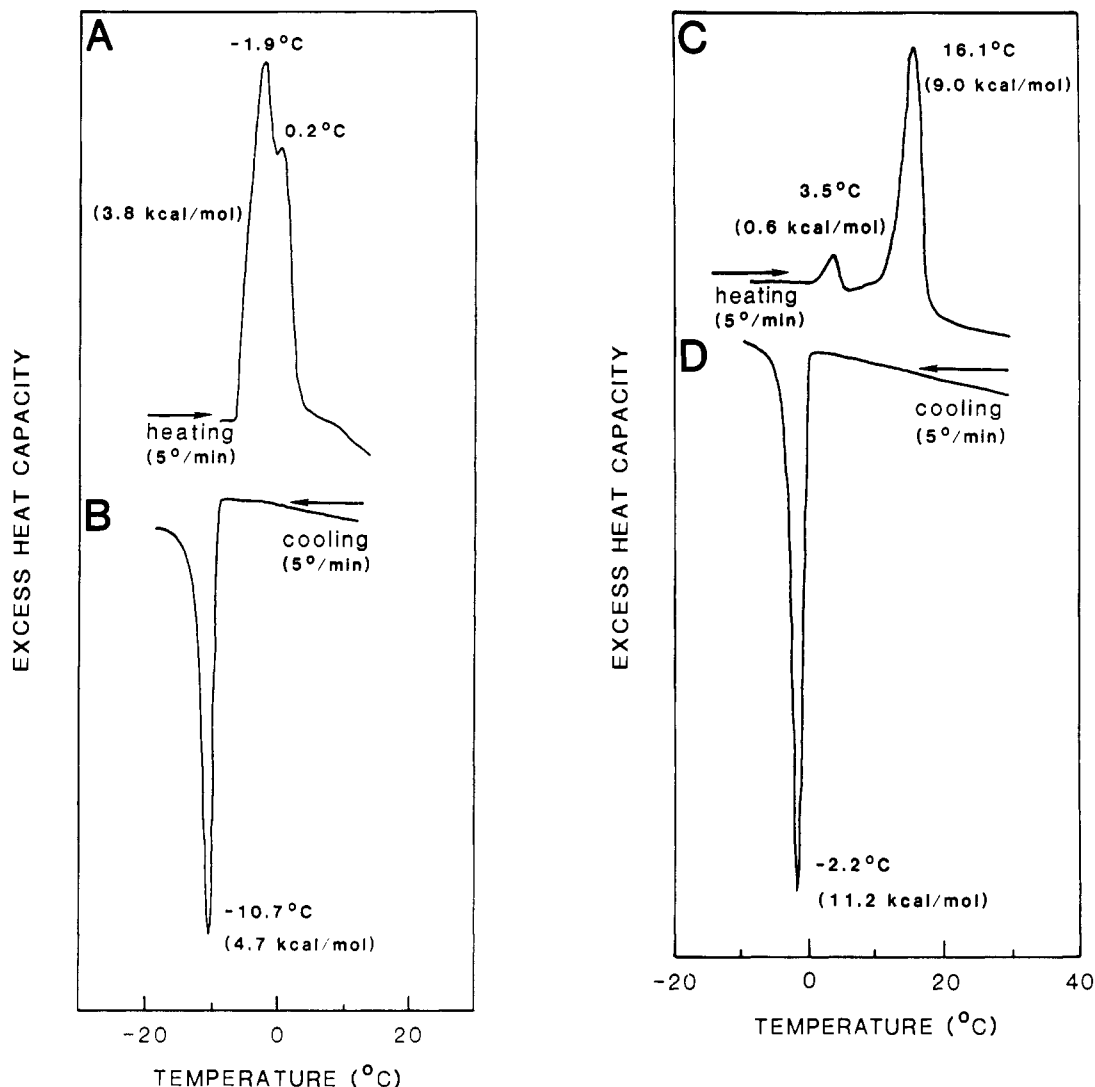 A
-1.9°C
0.2°C
(3.8 kcal/mol)
heating
(5°/min)
B
cooling
(5°/min)
-10.7°C
(4.7 kcal/mol)
EXCESS HEAT CAPACITY
-20
0
20
TEMPERATURE (°C)
C
16.1°C
(9.0 kcal/mol)
3.5°C
(0.6 kcal/mol)
heating
(5°/min)
D
cooling
(5°/min)
-2.2°C
(11.2 kcal/mol)
EXCESS HEAT CAPACITY
-20
0
20
40
TEMPERATURE (°C)